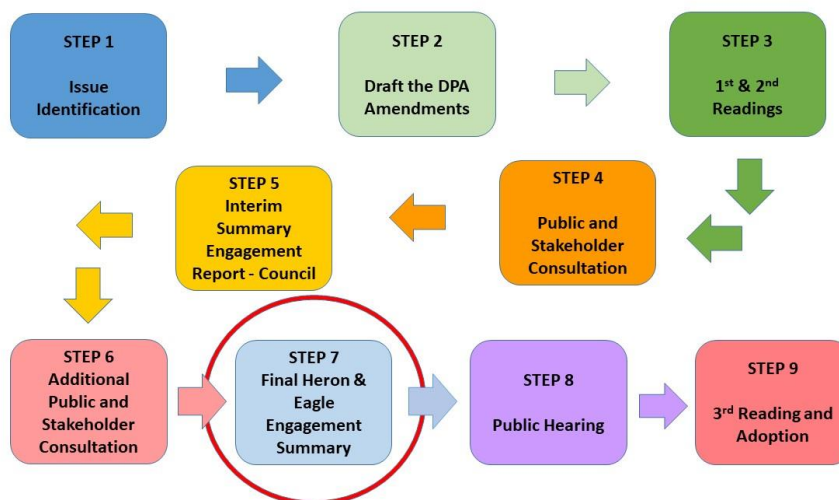 STEP 1
Issue
Identification
STEP 2
Draft the DPA
Amendments
STEP 3
1st & 2nd
Readings
STEP 4
Public and
Stakeholder
Consultation
STEP 5
Interim
Summary
Engagement
Report - Council
STEP 6
Additional
Public and
Stakeholder
Consultation
STEP 7
Final Heron &
Eagle
Engagement
Summary
STEP 8
Public Hearing
STEP 9
3rd Reading and
Adoption